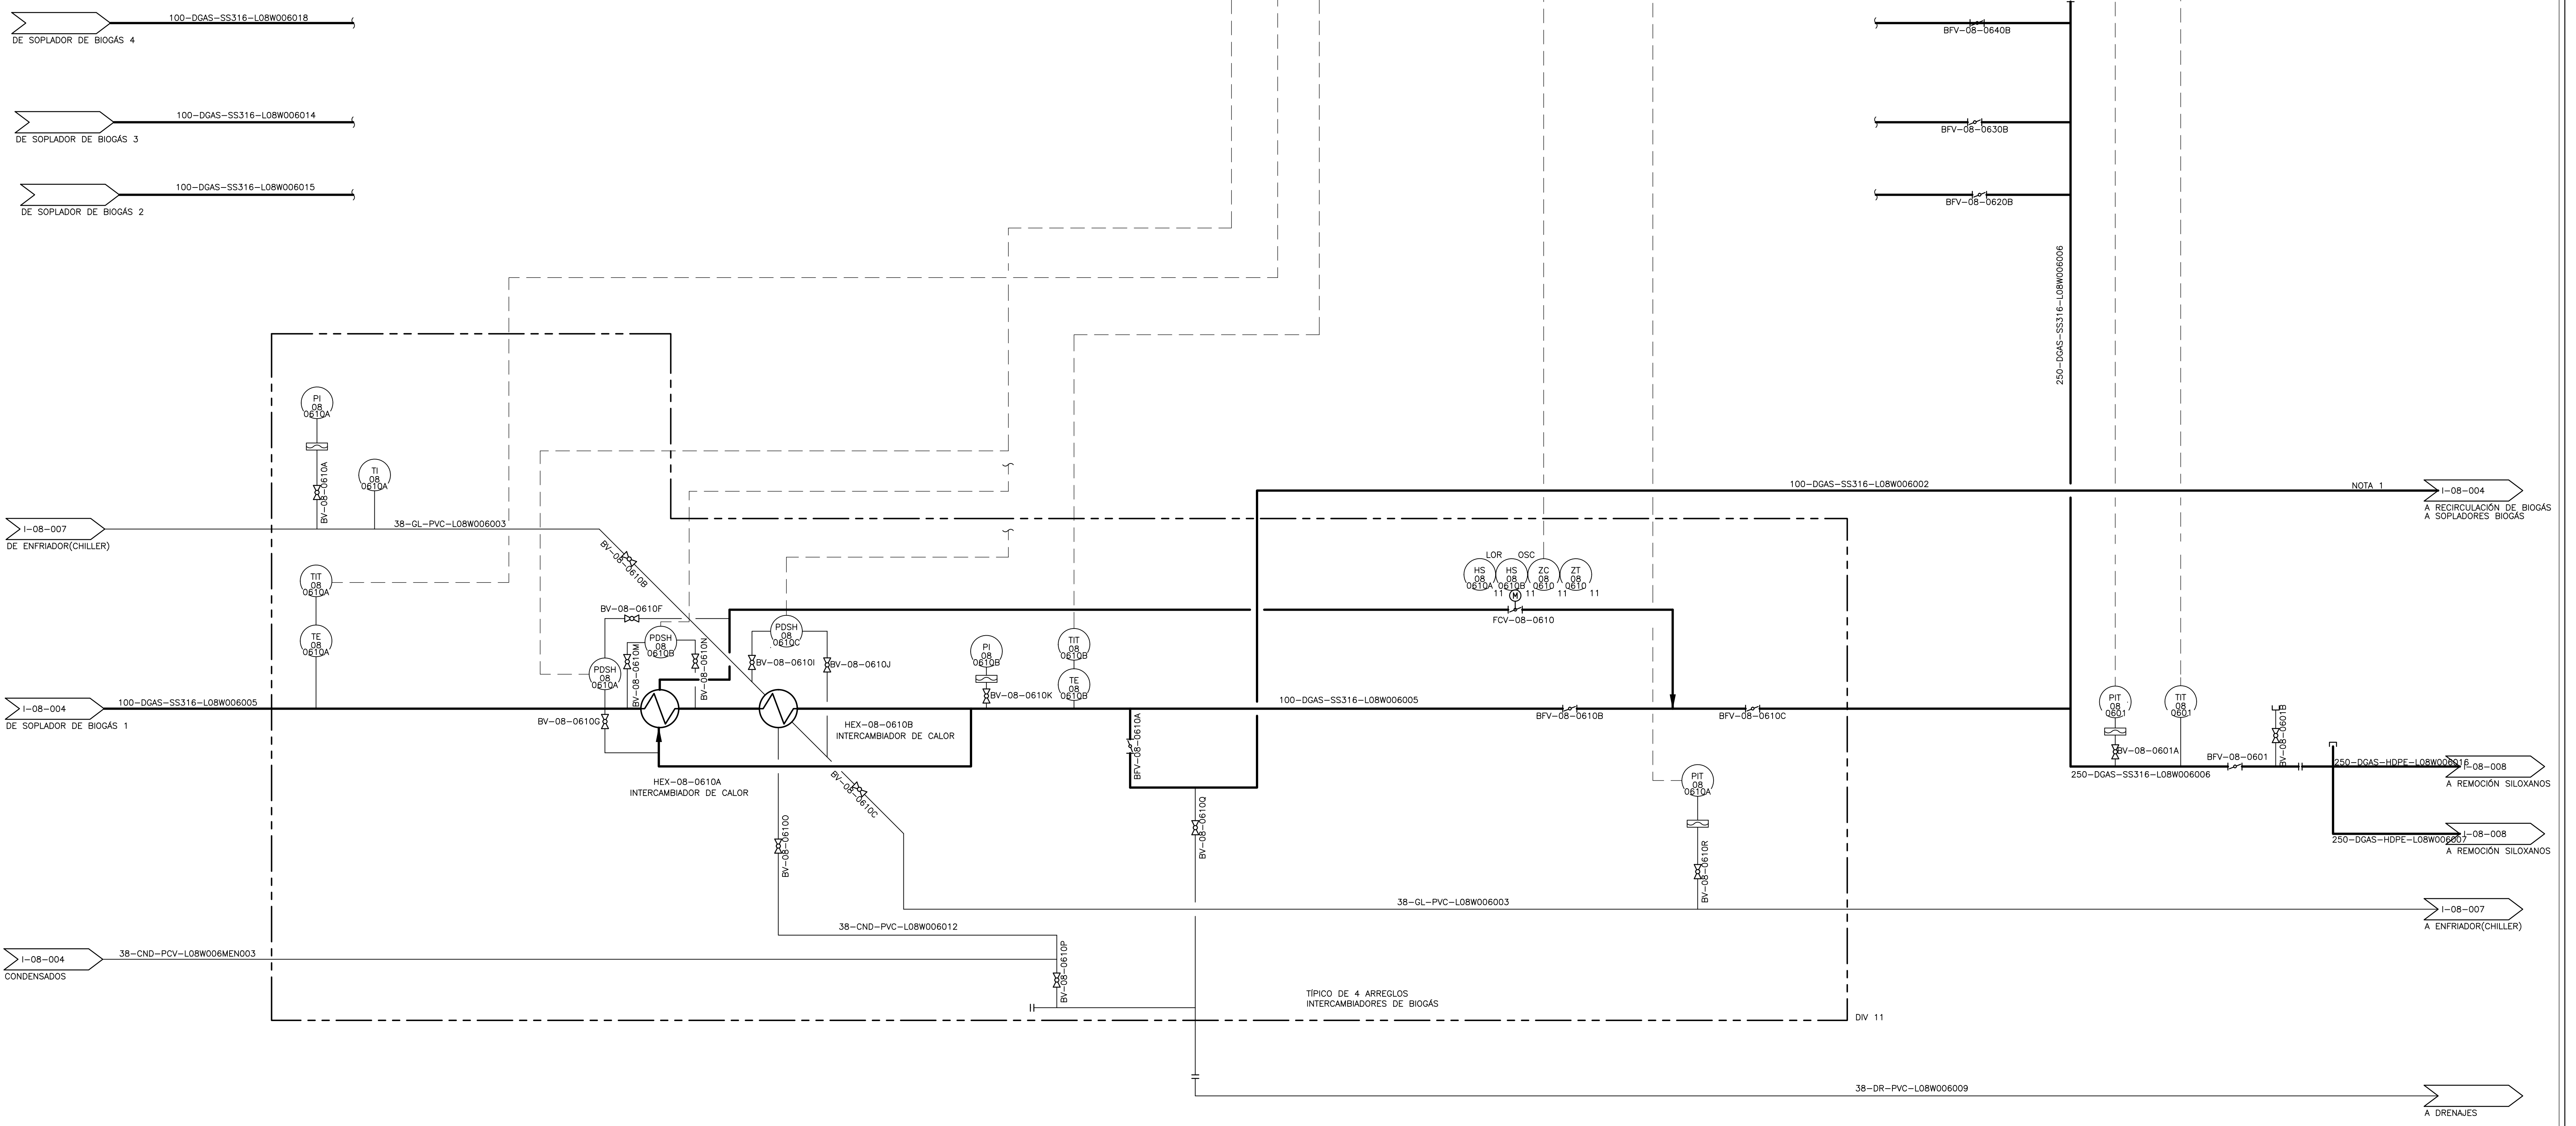 100-DGAS-SS316-L08W006018
DE SOPLADOR DE BIOGÁS 4
BFV-08-0640B
100-DGAS-SS316-L08W006014
DE SOPLADOR DE BIOGÁS 3
BFV-08-0630B
100-DGAS-SS316-L08W006015
DE SOPLADOR DE BIOGÁS 2
BFV-08-0620B
250-DGAS-SS316-L08W006006
PI
08
0610A
BV-08-0610A
TI
08
0610A
I-08-007
DE ENFRIADOR(CHILLER)
38-GL-PVC-L08W006003
BV-08-0610B
100-DGAS-SS316-L08W006002
NOTA 1
I-08-004
A RECIRCULACIÓN DE BIOGÁS
A SOPLADORES BIOGÁS
TIT
08
0610A
TE
08
0610A
BV-08-0610F
PDSH
08
0610A
BV-08-0610M
PDSH
08
0610B
BV-08-0610N
PDSH
08
0610C
BV-08-0610I
BV-08-0610J
PI
08
0610B
BV-08-0610K
TIT
08
0610B
TE
08
0610B
LOR
OSC
HS
08
0610A
11
HS
08
0610B
11
ZC
08
0610
11
ZT
08
0610
11
M
FCV-08-0610
I-08-004
DE SOPLADOR DE BIOGÁS 1
100-DGAS-SS316-L08W006005
BV-08-0610G
HEX-08-0610B
INTERCAMBIADOR DE CALOR
HEX-08-0610A
INTERCAMBIADOR DE CALOR
BFV-08-0610A
100-DGAS-SS316-L08W006005
BFV-08-0610B
BFV-08-0610C
PIT
08
0601
BV-08-0601A
TIT
08
0601
250-DGAS-SS316-L08W006006
BFV-08-0601
BV-08-0601B
250-DGAS-HDPE-L08W006016
I-08-008
A REMOCIÓN SILOXANOS
250-DGAS-HDPE-L08W006007
I-08-008
A REMOCIÓN SILOXANOS
BV-08-0610C
BV-08-0610O
BV-08-0610Q
PIT
08
0610A
BV-08-0610R
38-GL-PVC-L08W006003
I-08-007
A ENFRIADOR(CHILLER)
38-CND-PVC-L08W006012
I-08-004
CONDENSADOS
38-CND-PCV-L08W006MEN003
BV-08-0610P
TÍPICO DE 4 ARREGLOS
INTERCAMBIADORES DE BIOGÁS
DIV 11
38-DR-PVC-L08W006009
A DRENAJES